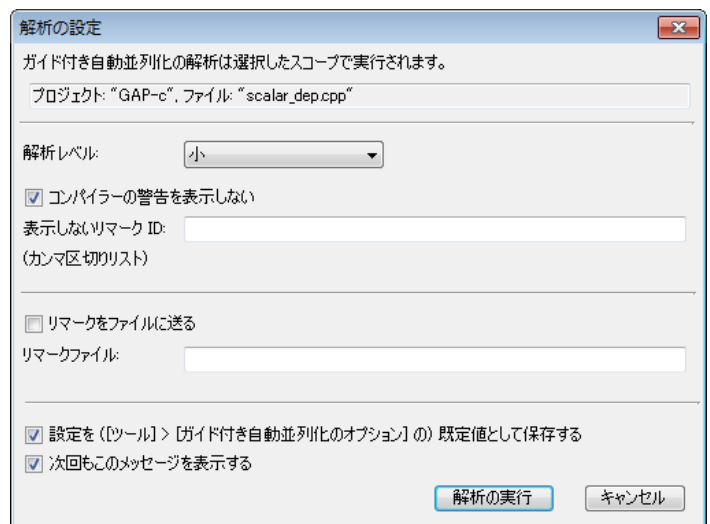 解析の設定
ガイド付き自動並列化の解析は選択したスコープで実行されます。
プロジェクト: "GAP-c", ファイル: "scalar_dep.cpp"
解析レベル: 小
コンパイラーの警告を表示しない
表示しないリマーク ID:
(カンマ区切りリスト)
リマークをファイルに送る
リマークファイル:
設定を ([ツール] > [ガイド付き自動並列化のオプション] の) 既定値として保存する
次回もこのメッセージを表示する
解析の実行 キャンセル